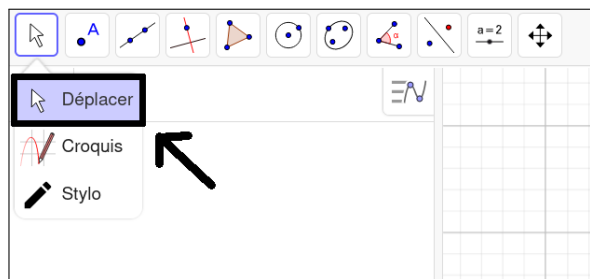 A
α
a=2
Déplacer
Croquis
Stylo